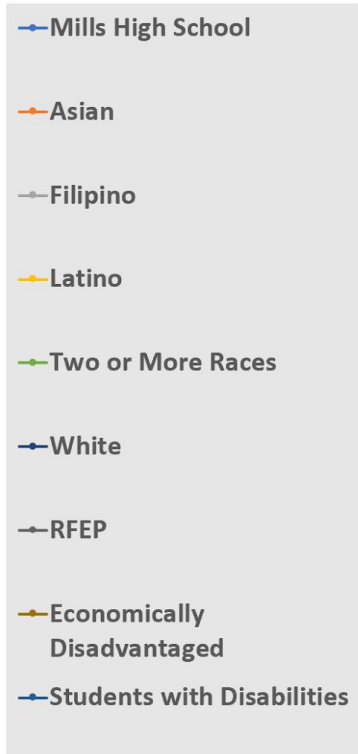 Mills High School
Asian
Filipino
Latino
Two or More Races
White
RFEP
Economically
Disadvantaged
Students with Disabilities